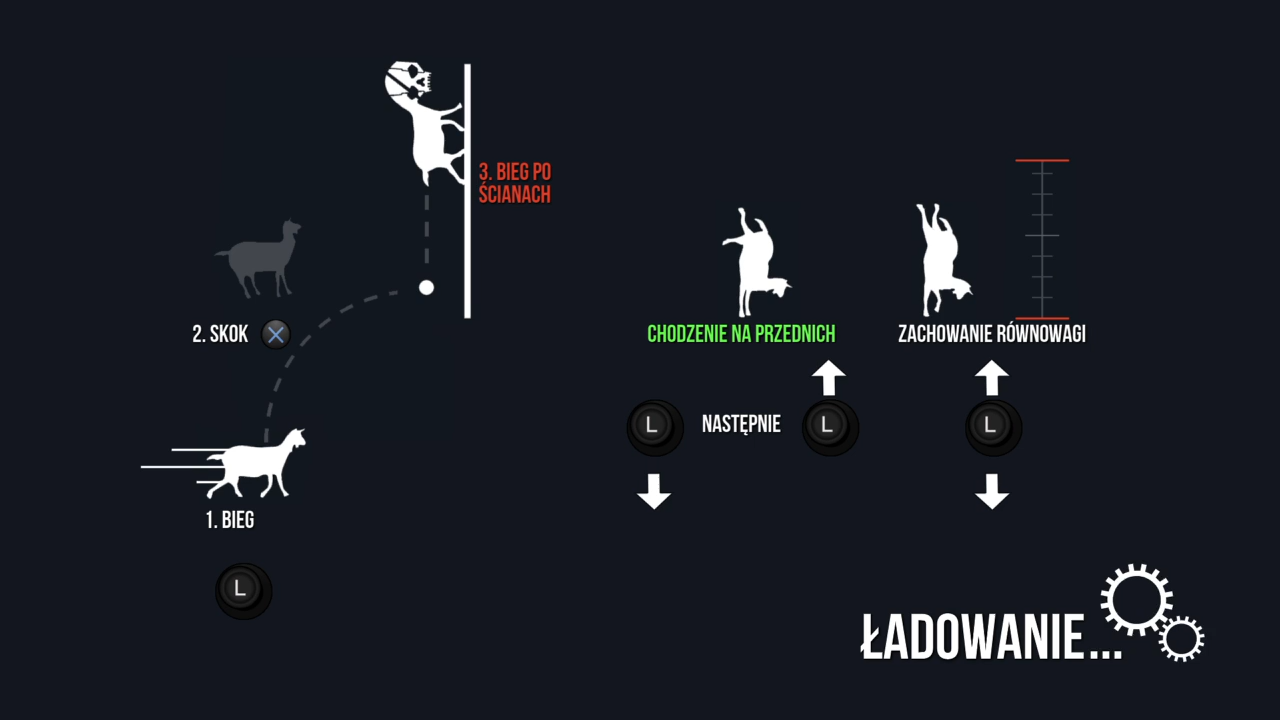 3. BIEG PO
ŚCIANACH
2. SKOK
1. BIEG
L
CHODZENIE NA PRZEDNICH
ZACHOWANIE RÓWNOWAGI
L NASTĘPNIE L
L
ŁADOWANIE...